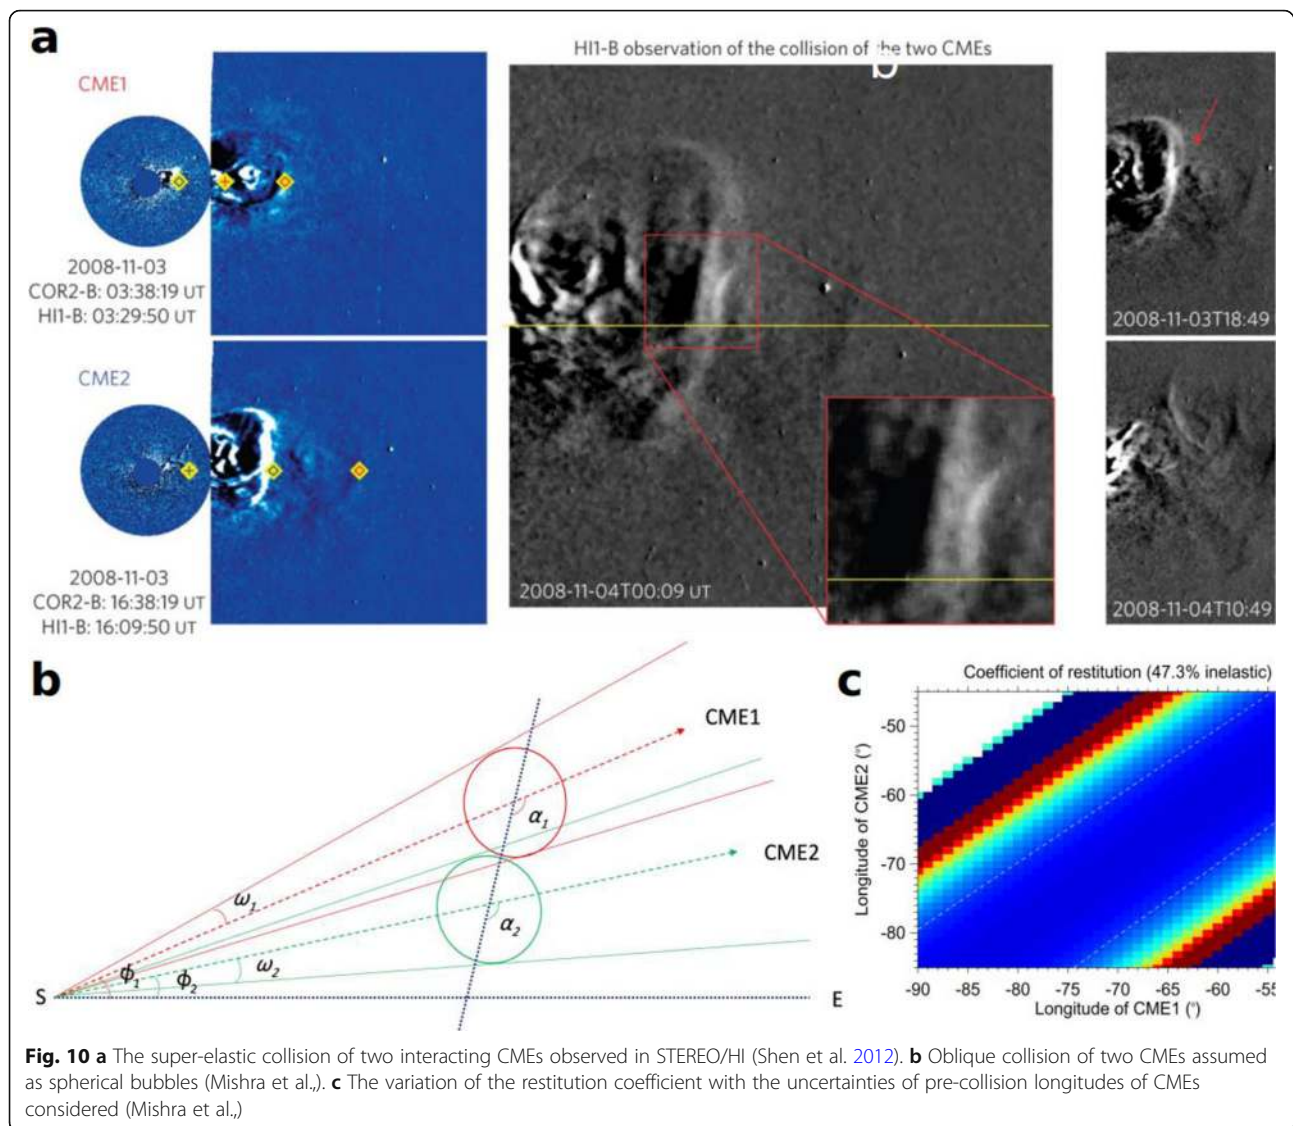 a
HI1-B observation of the collision of the two CMEs
b
CME1
2008-11-03
COR2-B: 03:38:19 UT
HI1-B: 03:29:50 UT
2008-11-03T18:49
CME2
2008-11-03
COR2-B: 16:38:19 UT
HI1-B: 16:09:50 UT
2008-11-04T00:09 UT
2008-11-04T10:49
b
CME1
α1
CME2
α2
ω1
ω2
ϕ1
ϕ2
S
E
c
Coefficient of restitution (47.3% inelastic)
Longitude of CME2 (°)
-50
-60
-70
-80
-90 -85 -80 -75 -70 -65 -60 -55
Longitude of CME1 (°)
Fig. 10 a The super-elastic collision of two interacting CMEs observed in STEREO/HI (Shen et al. 2012). b Oblique collision of two CMEs assumed
as spherical bubbles (Mishra et al.,). c The variation of the restitution coefficient with the uncertainties of pre-collision longitudes of CMEs
considered (Mishra et al.,)